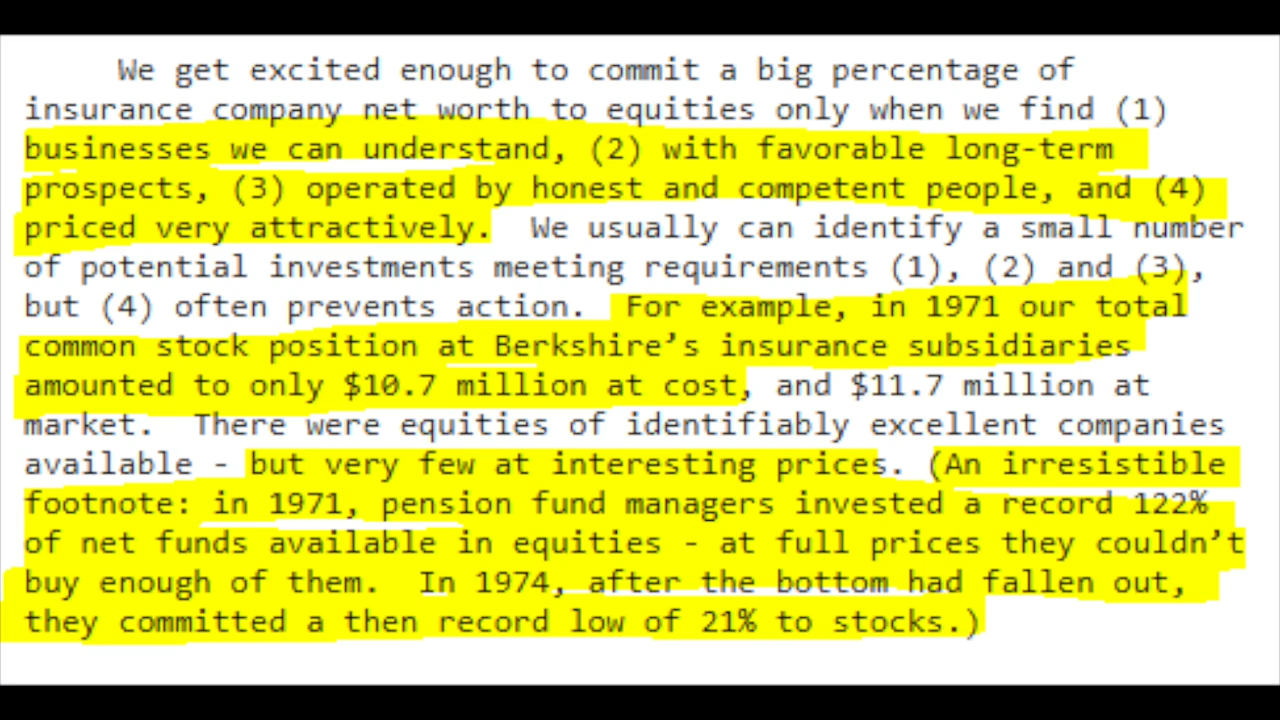 We get excited enough to commit a big percentage of
insurance company net worth to equities only when we find (1)
businesses we can understand, (2) with favorable long-term
prospects, (3) operated by honest and competent people, and (4)
priced very attractively.  We usually can identify a small number
of potential investments meeting requirements (1), (2) and (3),
but (4) often prevents action.  For example, in 1971 our total
common stock position at Berkshire’s insurance subsidiaries
amounted to only $10.7 million at cost, and $11.7 million at
market.  There were equities of identifiably excellent companies
available - but very few at interesting prices. (An irresistible
footnote: in 1971, pension fund managers invested a record 122%
of net funds available in equities - at full prices they couldn’t
buy enough of them.  In 1974, after the bottom had fallen out,
they committed a then record low of 21% to stocks.)